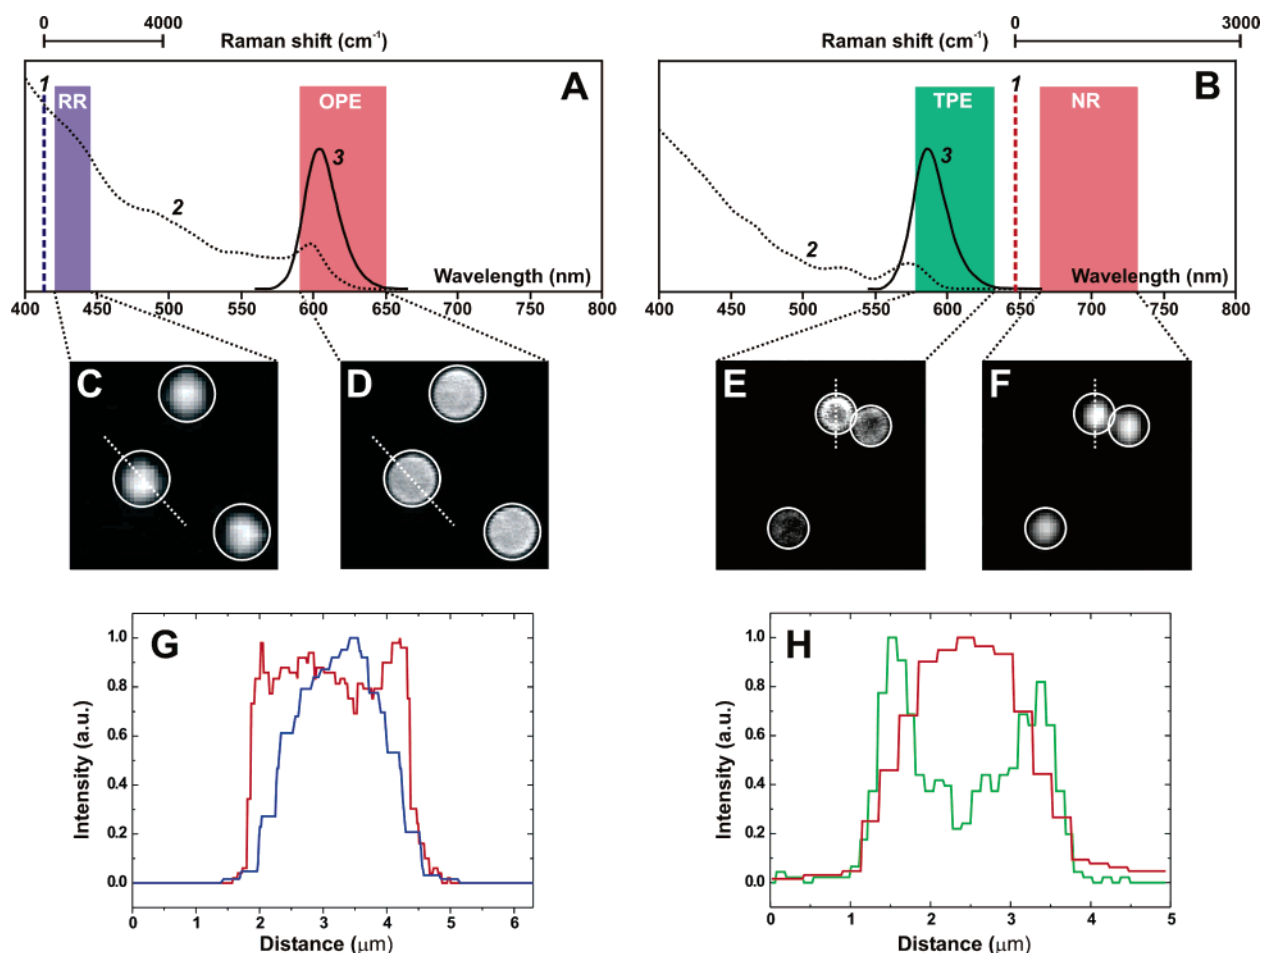 0 4000
Raman shift (cm-1)
1 RR OPE A
3
2
Wavelength (nm)
400 450 500 550 600 650 700 750 800
0 3000
Raman shift (cm-1)
TPE 1 NR B
3
2
Wavelength (nm)
400 450 500 550 600 650 700 750 800
C D E F
G
1.0
0.8
0.6
0.4
0.2
0.0
Intensity (a.u.)
0 1 2 3 4 5 6
Distance (μm)
H
1.0
0.8
0.6
0.4
0.2
0.0
Intensity (a.u.)
0 1 2 3 4 5
Distance (μm)